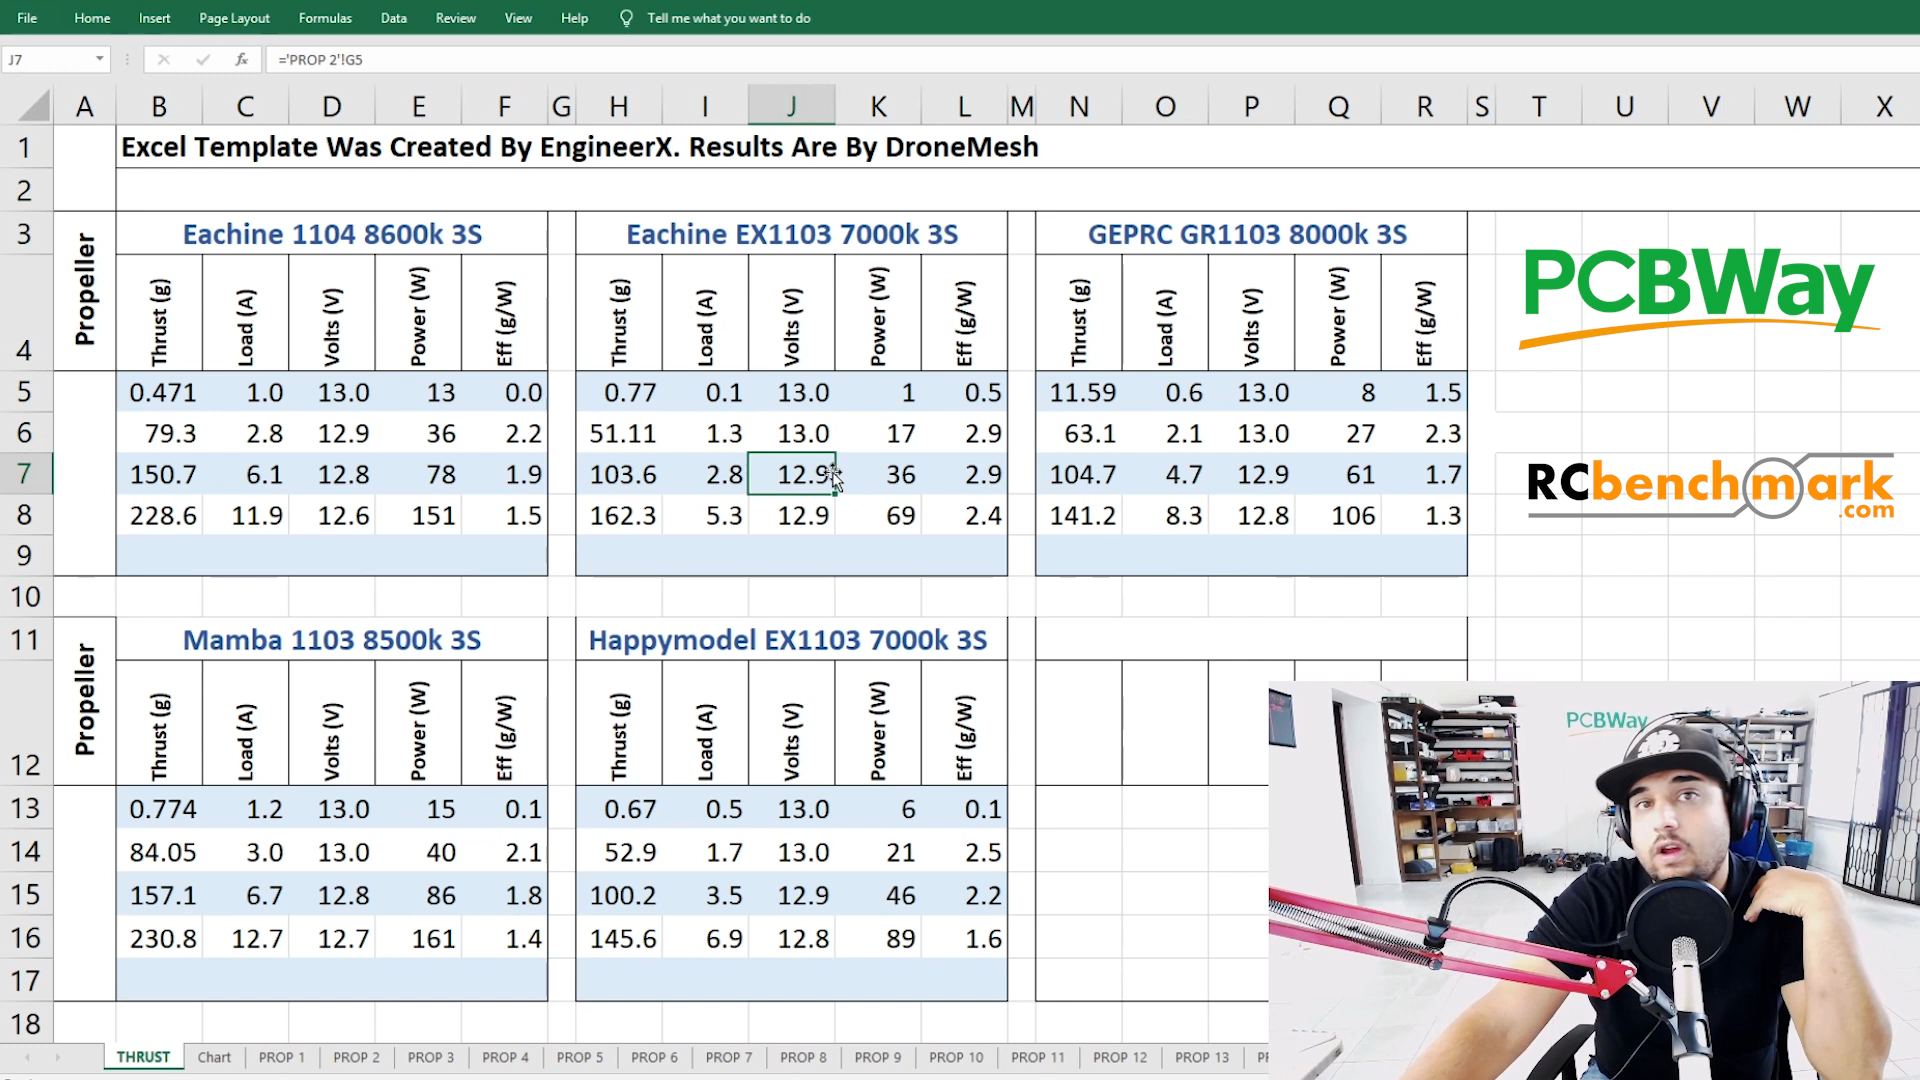 File Home Insert Page Layout Formulas Data Review View Help Tell me what you want to do
J7 fx ='PROP 2'!G5
A B C D E F G H I J K L M N O P Q R S T U V W X
1 Excel Template Was Created By EngineerX. Results Are By DroneMesh
2
3 Propeller Eachine 1104 8600k 3S Eachine EX1103 7000k 3S GEPRC GR1103 8000k 3S
PCBWay
4 Thrust (g) Load (A) Volts (V) Power (W) Eff (g/W) Thrust (g) Load (A) Volts (V) Power (W) Eff (g/W) Thrust (g) Load (A) Volts (V) Power (W) Eff (g/W)
5 0.471 1.0 13.0 13 0.0 0.77 0.1 13.0 1 0.5 11.59 0.6 13.0 8 1.5
6 79.3 2.8 12.9 36 2.2 51.11 1.3 13.0 17 2.9 63.1 2.1 13.0 27 2.3
7 150.7 6.1 12.8 78 1.9 103.6 2.8 12.9 36 2.9 104.7 4.7 12.9 61 1.7
RCbenchmark
.com
8 228.6 11.9 12.6 151 1.5 162.3 5.3 12.9 69 2.4 141.2 8.3 12.8 106 1.3
9
10
11 Propeller Mamba 1103 8500k 3S Happymodel EX1103 7000k 3S
12 Thrust (g) Load (A) Volts (V) Power (W) Eff (g/W) Thrust (g) Load (A) Volts (V) Power (W) Eff (g/W)
PCBWay
13 0.774 1.2 13.0 15 0.1 0.67 0.5 13.0 6 0.1
14 84.05 3.0 13.0 40 2.1 52.9 1.7 13.0 21 2.5
15 157.1 6.7 12.8 86 1.8 100.2 3.5 12.9 46 2.2
16 230.8 12.7 12.7 161 1.4 145.6 6.9 12.8 89 1.6
17
18
THRUST Chart PROP 1 PROP 2 PROP 3 PROP 4 PROP 5 PROP 6 PROP 7 PROP 8 PROP 9 PROP 10 PROP 11 PROP 12 PROP 13